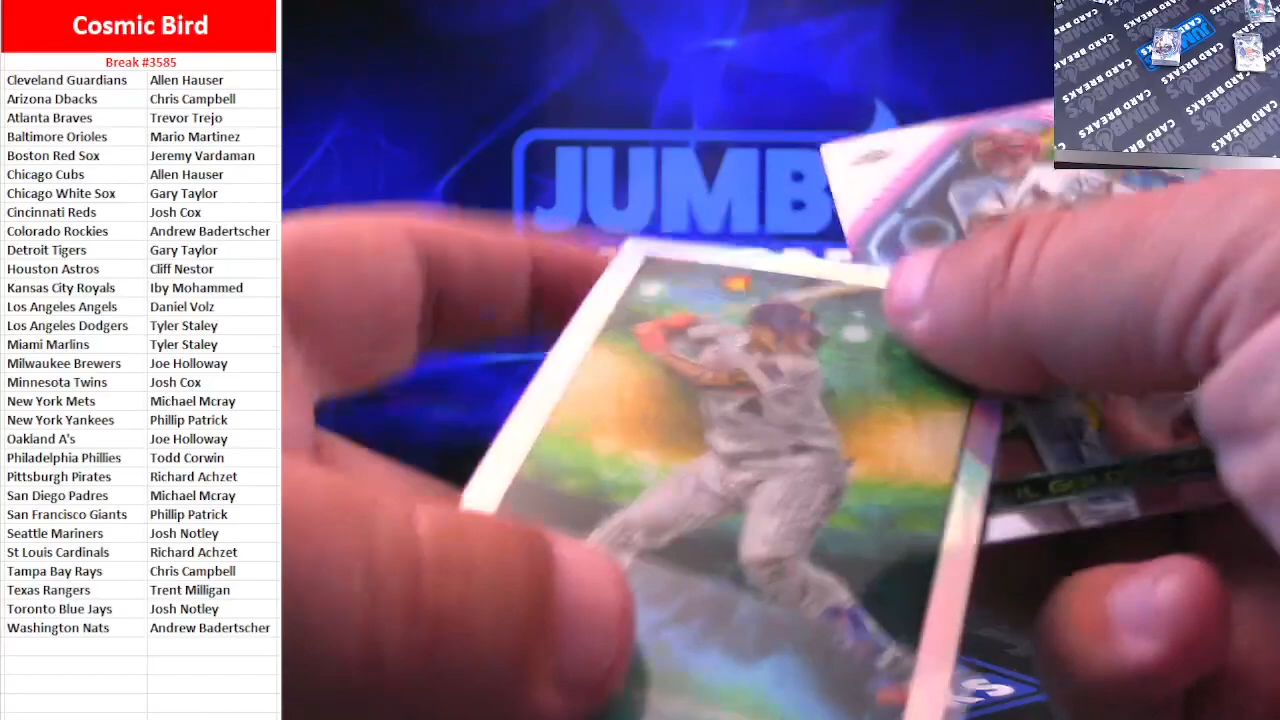 Cosmic Bird
Break #3585
Cleveland Guardians Allen Hauser
Arizona Dbacks Chris Campbell
Atlanta Braves Trevor Trejo
Baltimore Orioles Mario Martinez
Boston Red Sox Jeremy Vardaman
Chicago Cubs Allen Hauser
Chicago White Sox Gary Taylor
Cincinnati Reds Josh Cox
Colorado Rockies Andrew Badertscher
Detroit Tigers Gary Taylor
Houston Astros Cliff Nestor
Kansas City Royals Iby Mohammed
Los Angeles Angels Daniel Volz
Los Angeles Dodgers Tyler Staley
Miami Marlins Tyler Staley
Milwaukee Brewers Joe Holloway
Minnesota Twins Josh Cox
New York Mets Michael Mcray
New York Yankees Phillip Patrick
Oakland A's Joe Holloway
Philadelphia Phillies Todd Corwin
Pittsburgh Pirates Richard Achzet
San Diego Padres Michael Mcray
San Francisco Giants Phillip Patrick
Seattle Mariners Josh Notley
St Louis Cardinals Richard Achzet
Tampa Bay Rays Chris Campbell
Texas Rangers Trent Milligan
Toronto Blue Jays Josh Notley
Washington Nats Andrew Badertscher
JUMB
CARD BREAKS